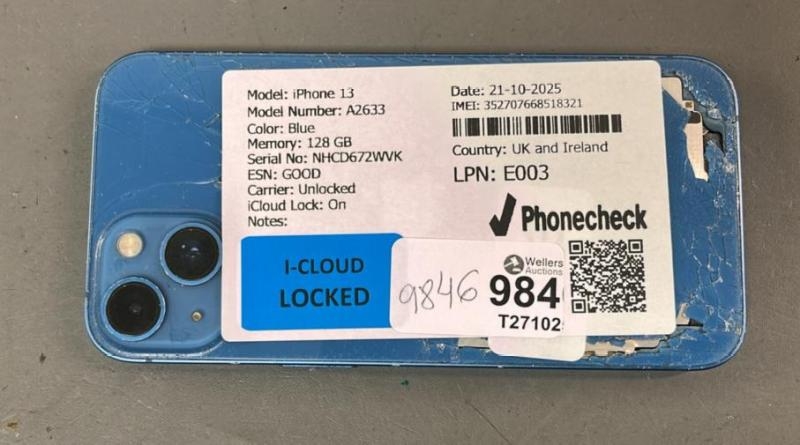 Model: iPhone 13
Model Number: A2633
Color: Blue
Memory: 128 GB
Serial No: NHCD672WVK
ESN: GOOD
Carrier: Unlocked
iCloud Lock: On
Notes:
Date: 21-10-2025
IMEI: 352707668518321
Country: UK and Ireland
LPN: E003
Phonecheck
I-CLOUD
LOCKED
9846
Wellers
Auctions
984
T27102